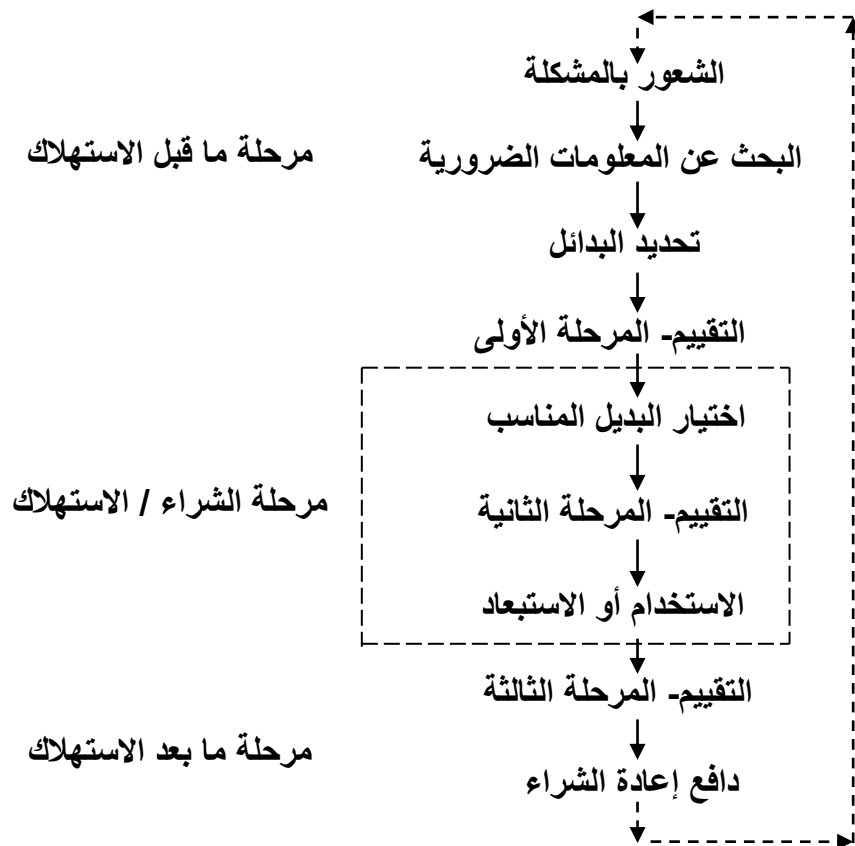 الشعور بالمشكلة
مرحلة ما قبل الاستهلاك
البحث عن المعلومات الضرورية
تحديد البدائل
التقييم- المرحلة الأولى
اختيار البديل المناسب
مرحلة الشراء / الاستهلاك
التقييم- المرحلة الثانية
الاستخدام أو الاستبعاد
التقييم- المرحلة الثالثة
مرحلة ما بعد الاستهلاك
دافع إعادة الشراء